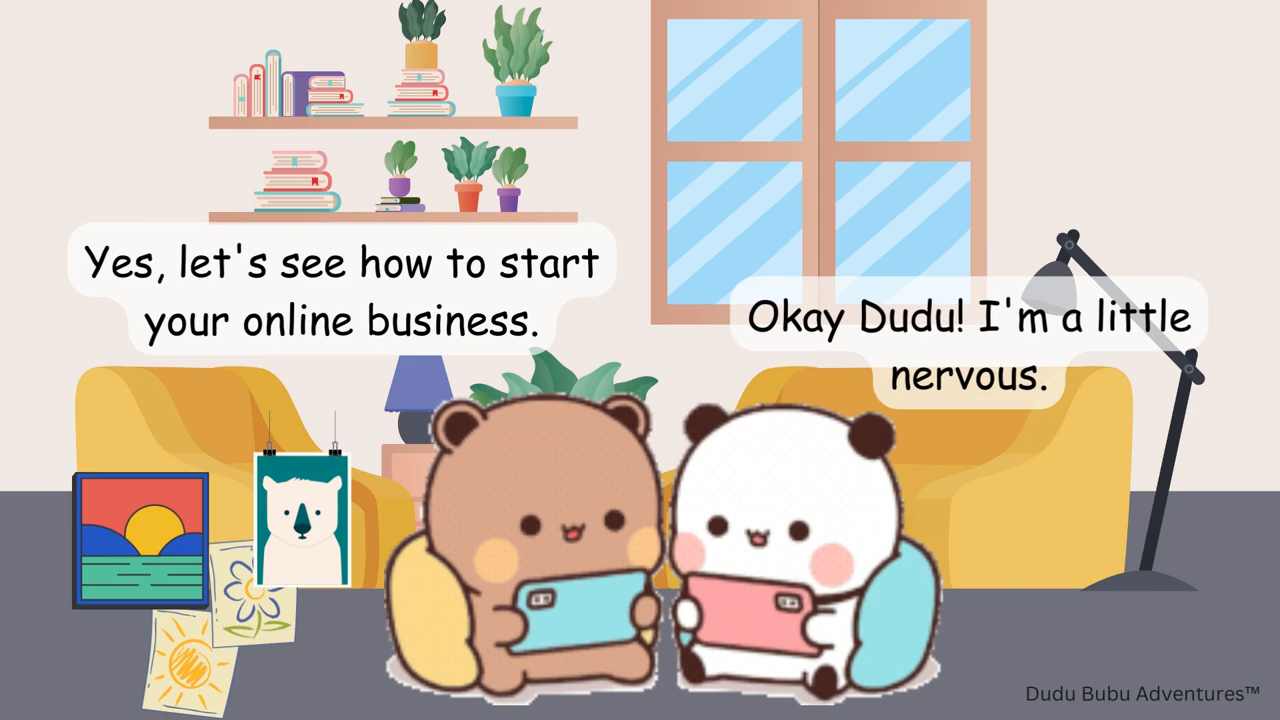 Yes, let's see how to start
your online business.
Okay Dudu! I'm a little
nervous.
Dudu Bubu Adventures™